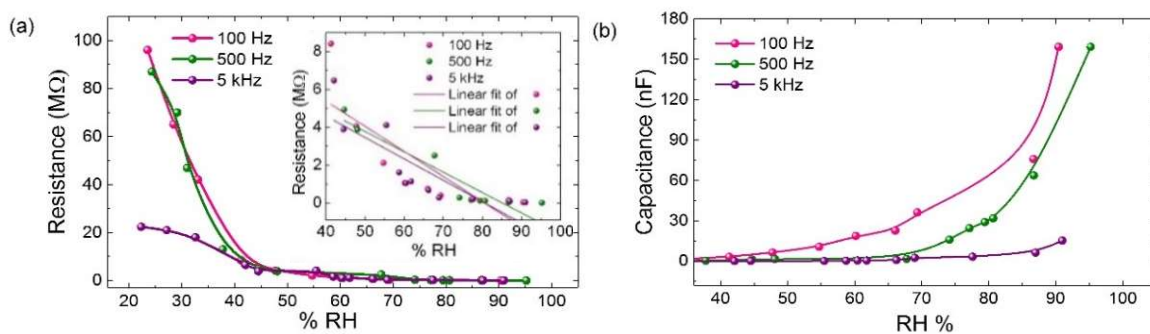 (a)
Resistance (MΩ)
100
80
60
40
20
0
100 Hz
500 Hz
5 kHz
20 30 40 50 60 70 80 90 100
% RH
Resistance (MΩ)
8
6
4
2
0
100 Hz
500 Hz
5 kHz
Linear fit of
Linear fit of
Linear fit of
40 50 60 70 80 90 100
% RH
(b)
Capacitance (nF)
180
150
120
90
60
30
0
100 Hz
500 Hz
5 kHz
40 50 60 70 80 90 100
RH %